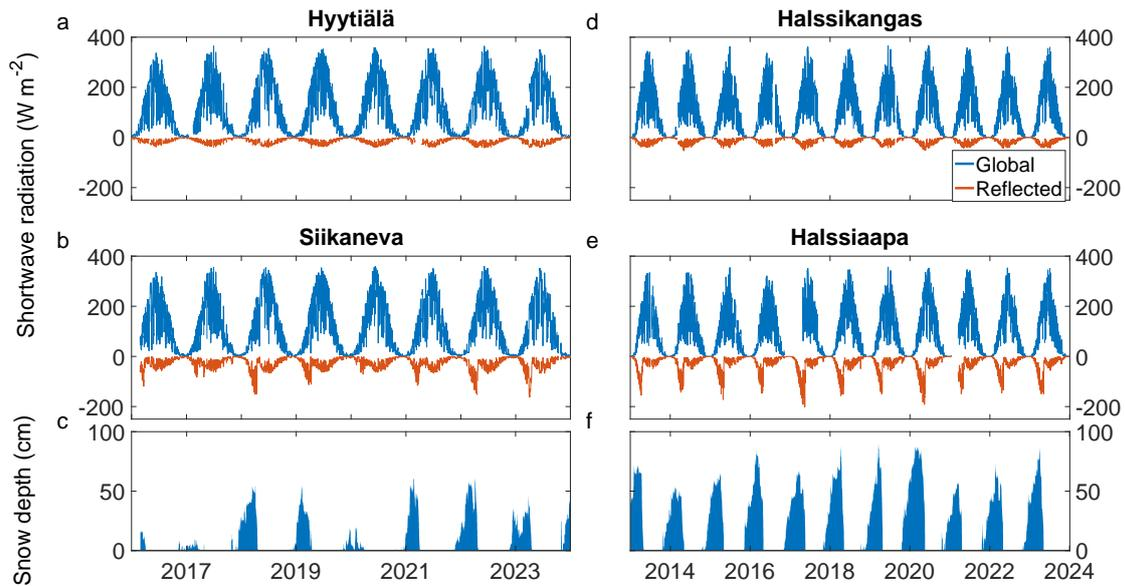 a Hyytiälä d Halssikangas
400 400
200 200
0 0
-200 -200
Global
Reflected
Shortwave radiation (W m-2)
b Siikaneva e Halssiaapa
400 400
200 200
0 0
-200 -200
c f
100 100
50 50
0 0
Snow depth (cm)
2017 2019 2021 2023 2014 2016 2018 2020 2022 2024